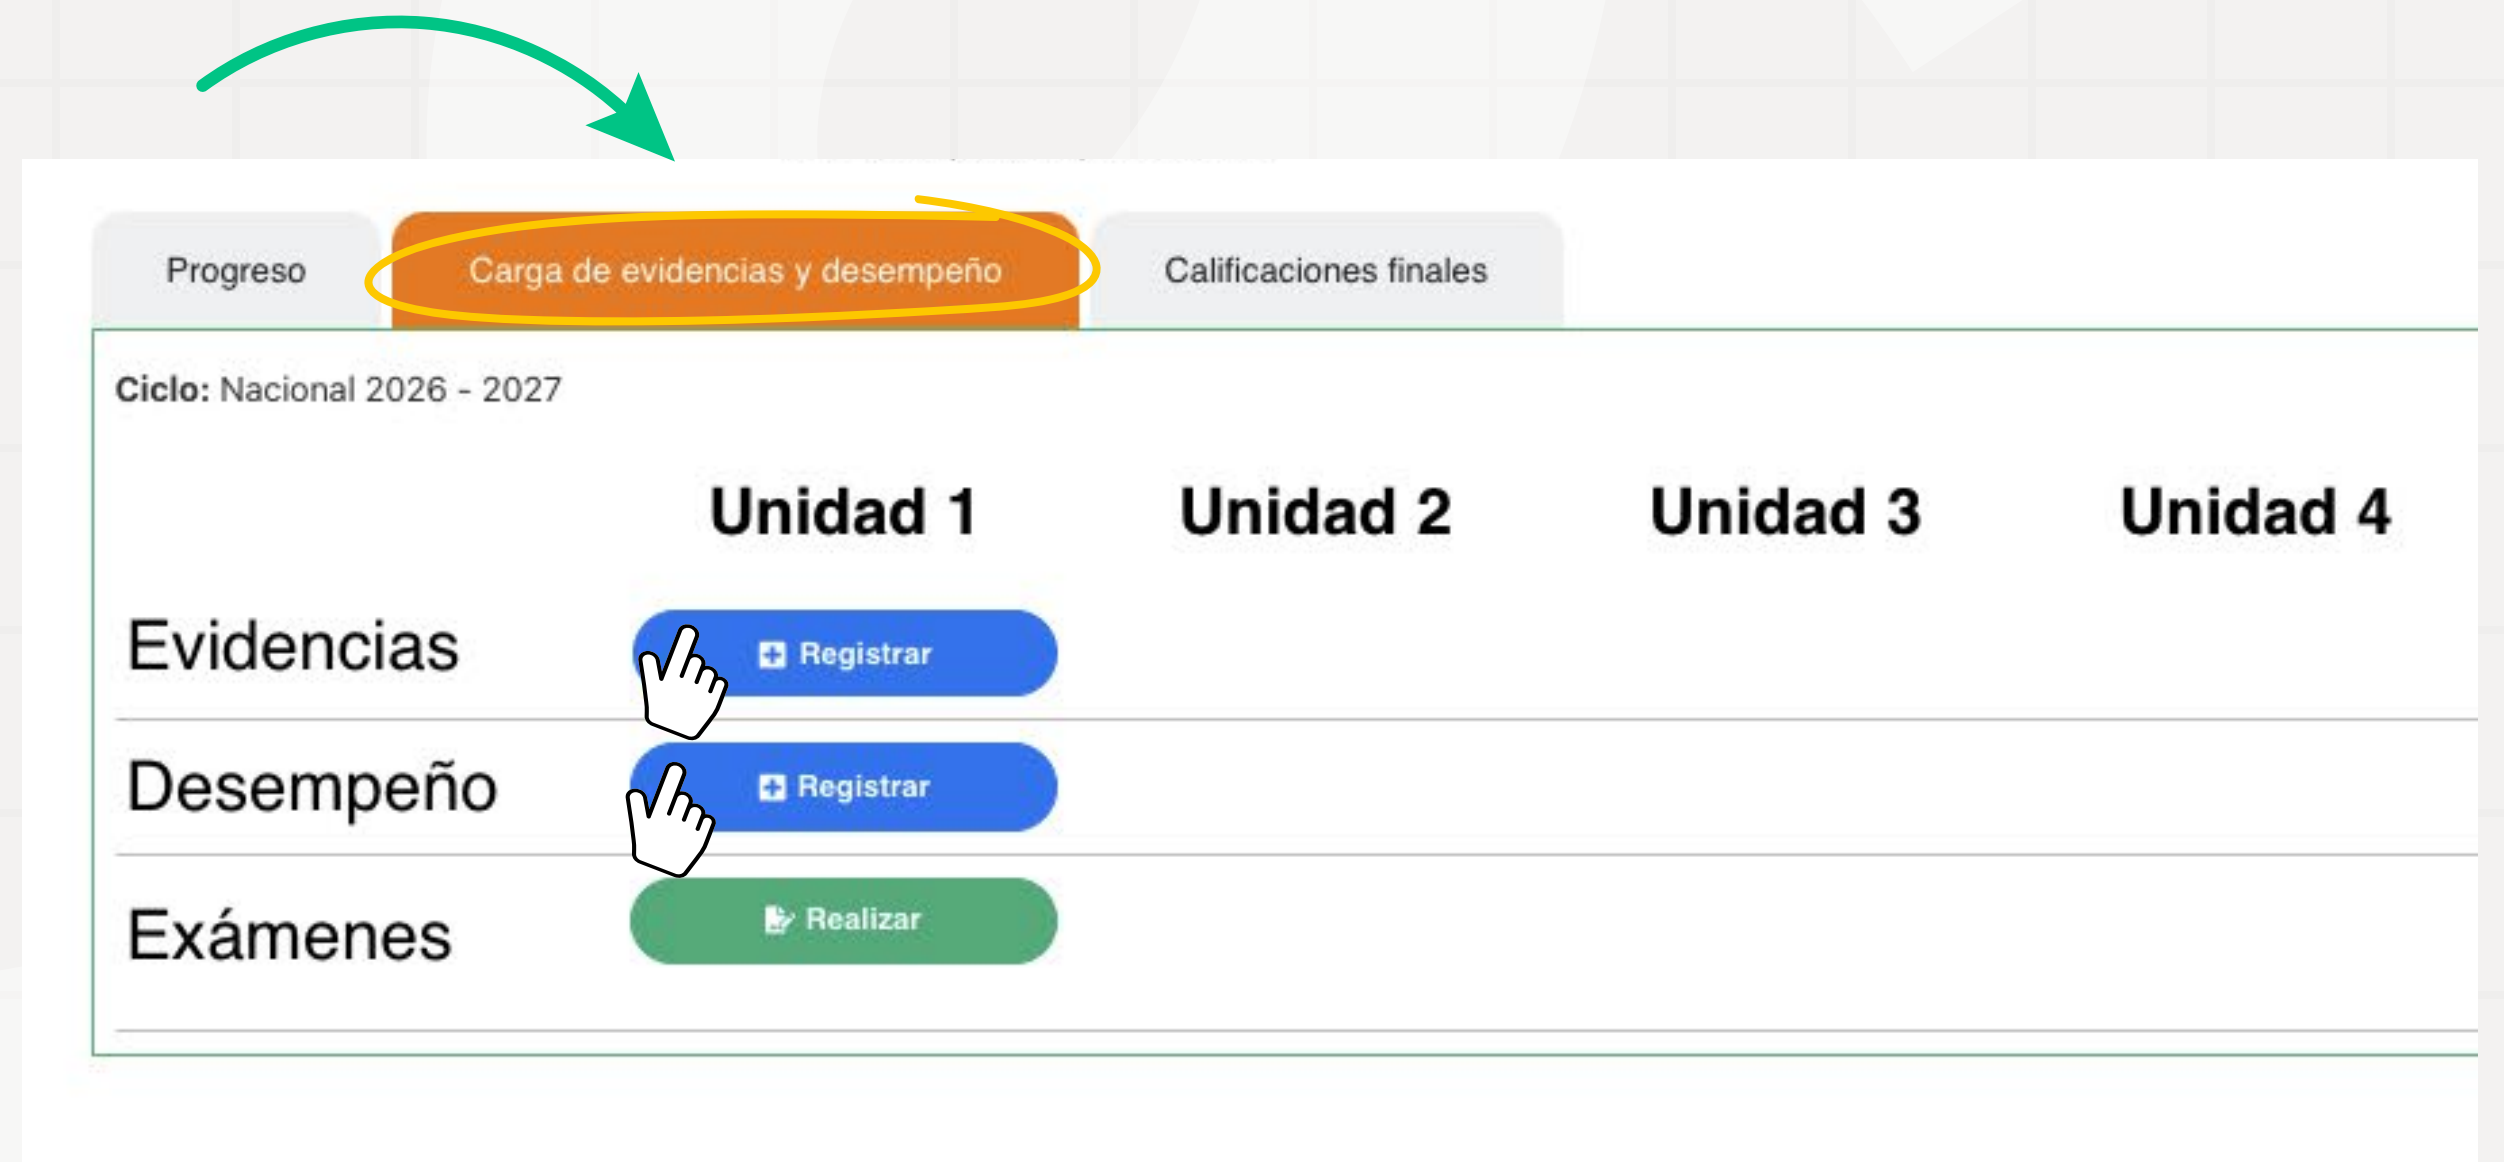 Progreso Carga de evidencias y desempeño Calificaciones finales
Ciclo: Nacional 2026 - 2027
Unidad 1 Unidad 2 Unidad 3 Unidad 4
Evidencias Registrar
Desempeño Registrar
Exámenes Realizar